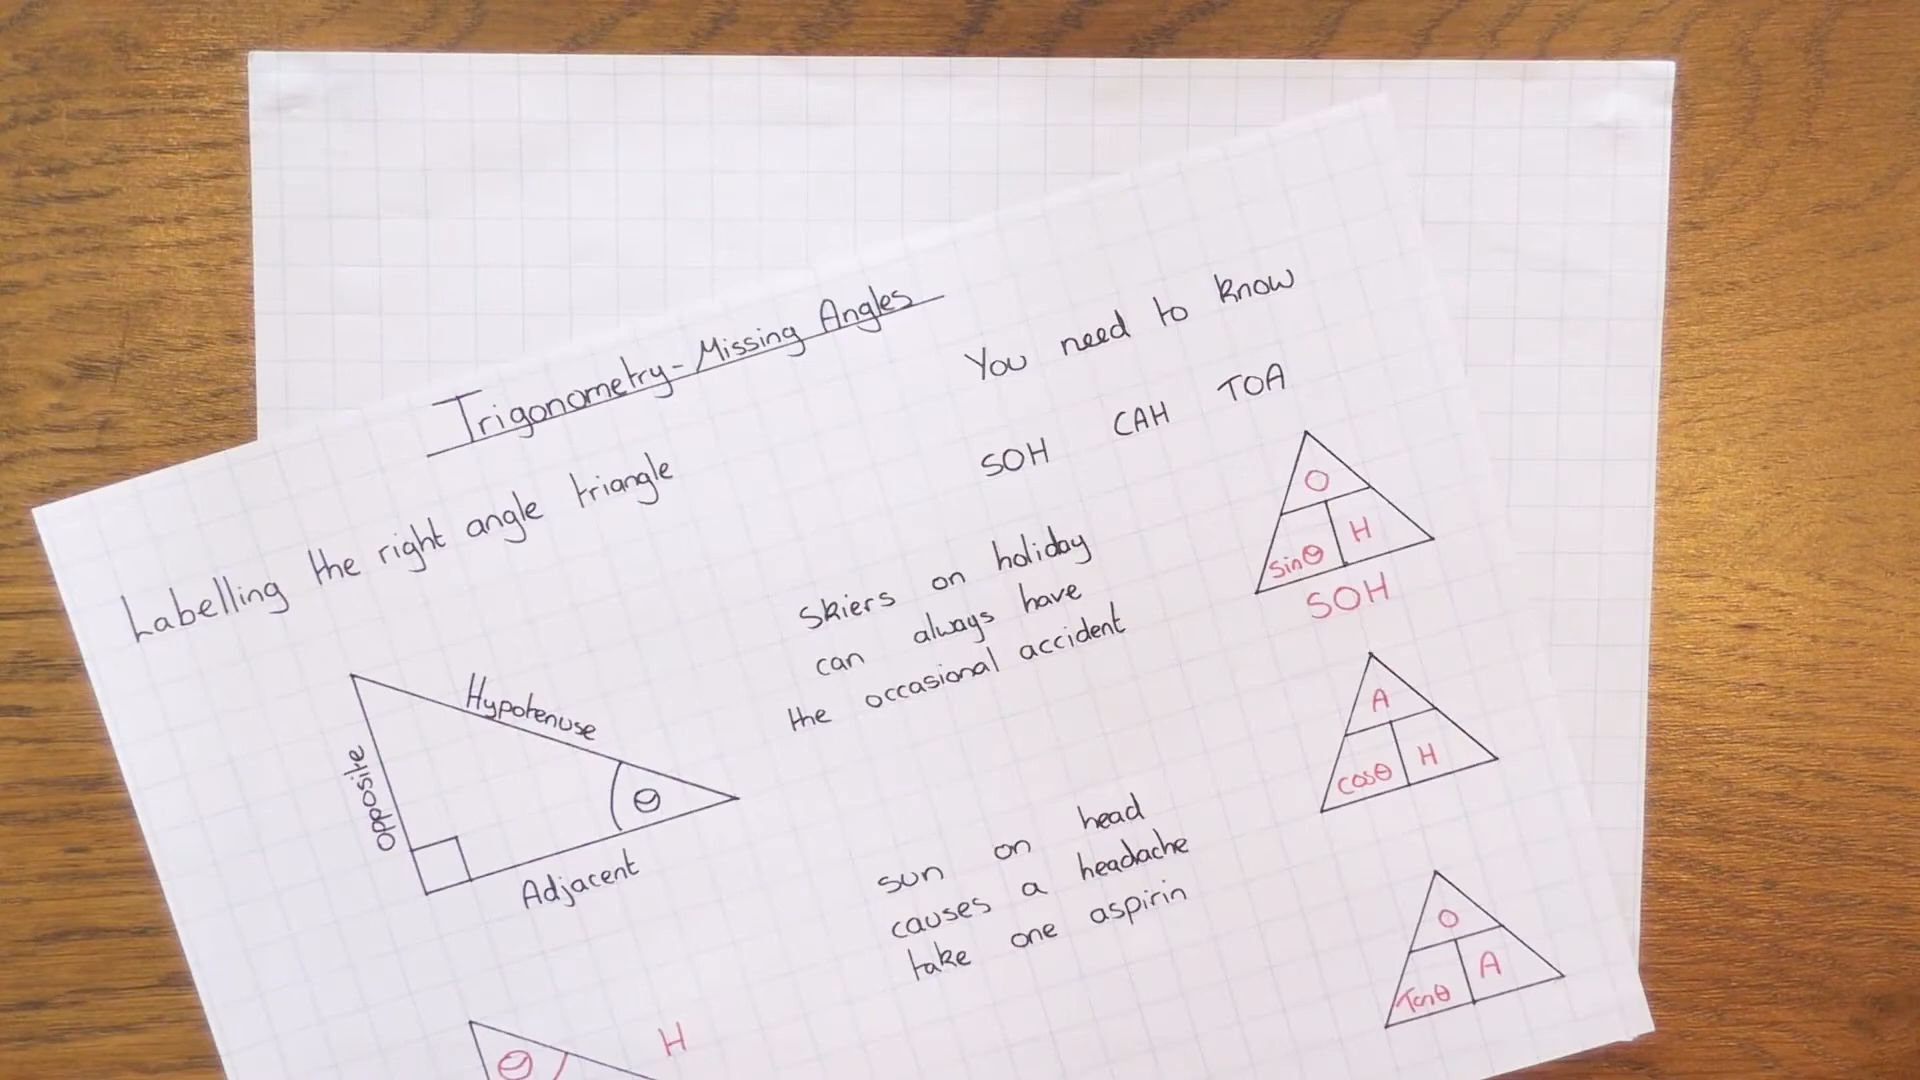 Trigonometry - Missing Angles
Labelling the right angle triangle
Hypotenuse
opposite
θ
Adjacent
θ
H
You need to know
SOH CAH TOA
skiers on holiday
can always have
the occasional accident
sun on head
causes a headache
take one aspirin
O
sinθ H
SOH
A
cosθ H
O
Tanθ A